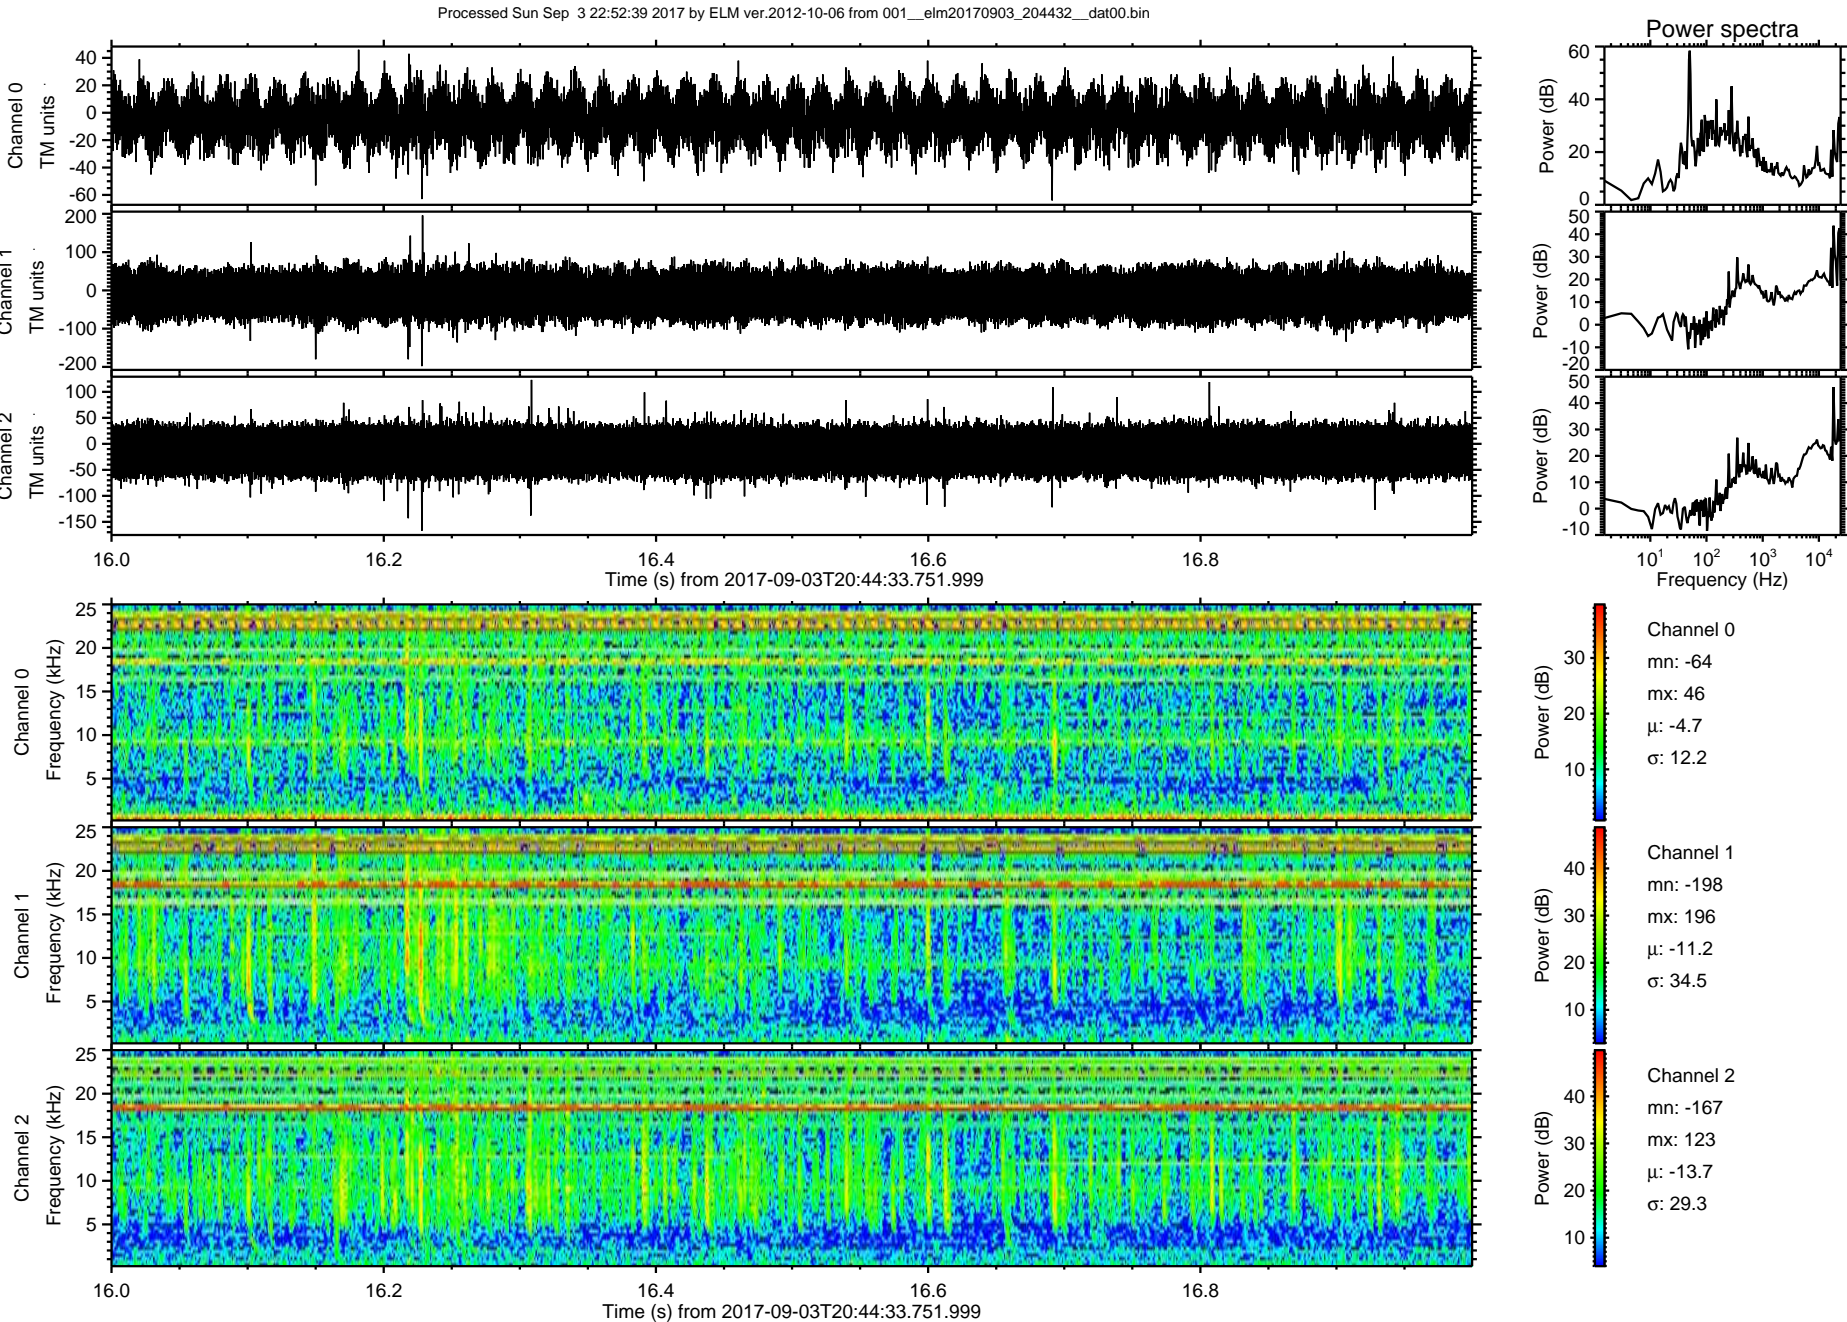 Processed Sun Sep  3 22:52:39 2017 by ELM ver.2012-10-06 from 001__elm20170903_204432__dat00.bin
Power spectra
Channel 0
TM units
40
20
0
-20
-40
-60
Power (dB)
60
40
20
0
Channel 1
TM units
200
100
0
-100
-200
Power (dB)
50
40
30
20
10
0
-10
-20
Channel 2
TM units
100
50
0
-50
-100
-150
Power (dB)
50
40
30
20
10
0
-10
16.0 16.2 16.4 16.6 16.8
Time (s) from 2017-09-03T20:44:33.751.999
10¹ 10² 10³ 10⁴
Frequency (Hz)
Channel 0
Frequency (kHz)
25
20
15
10
5
Power (dB)
30
20
10
Channel 0
mn: -64
mx: 46
μ: -4.7
σ: 12.2
Channel 1
Frequency (kHz)
25
20
15
10
5
Power (dB)
40
30
20
10
Channel 1
mn: -198
mx: 196
μ: -11.2
σ: 34.5
Channel 2
Frequency (kHz)
25
20
15
10
5
Power (dB)
40
30
20
10
Channel 2
mn: -167
mx: 123
μ: -13.7
σ: 29.3
16.0 16.2 16.4 16.6 16.8
Time (s) from 2017-09-03T20:44:33.751.999